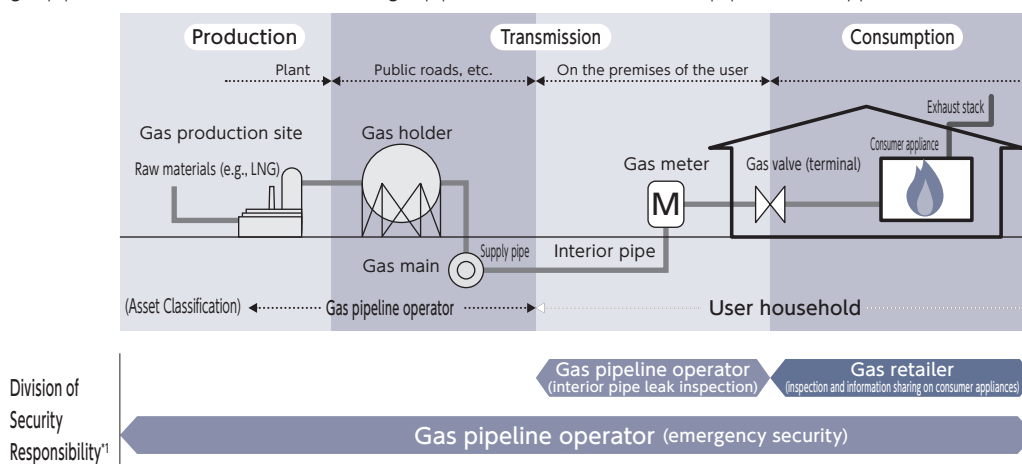 Production
Transmission
Consumption
Plant
Public roads, etc.
On the premises of the user
Exhaust stack
Gas production site
Gas holder
Consumer appliance
Raw materials (e.g., LNG)
Gas meter
Gas valve (terminal)
M
Supply pipe
Interior pipe
Gas main
(Asset Classification)
Gas pipeline operator
User household
Division of
Security
Responsibility*1
Gas pipeline operator
(interior pipe leak inspection)
Gas retailer
(inspection and information sharing on consumer appliances)
Gas pipeline operator (emergency security)